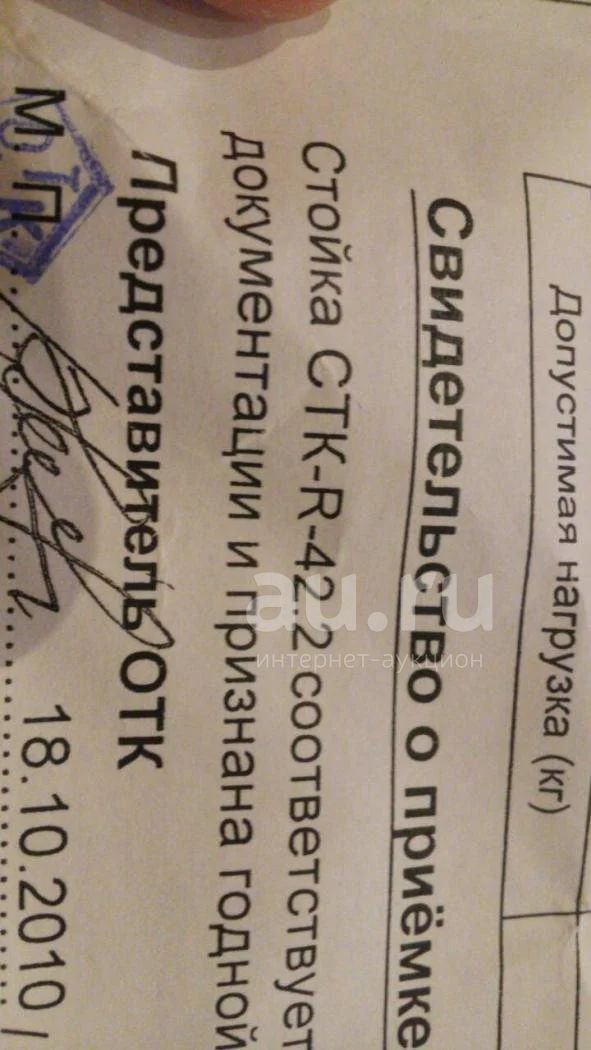 Допустимая нагрузка (кг)
Свидетельство о приёмке
Стойка СТК-R-42.2 соответствует
документации и признана годной
Представитель ОТК
М. П. 18.10.2010
ОТК
au.ru
интернет-аукцион